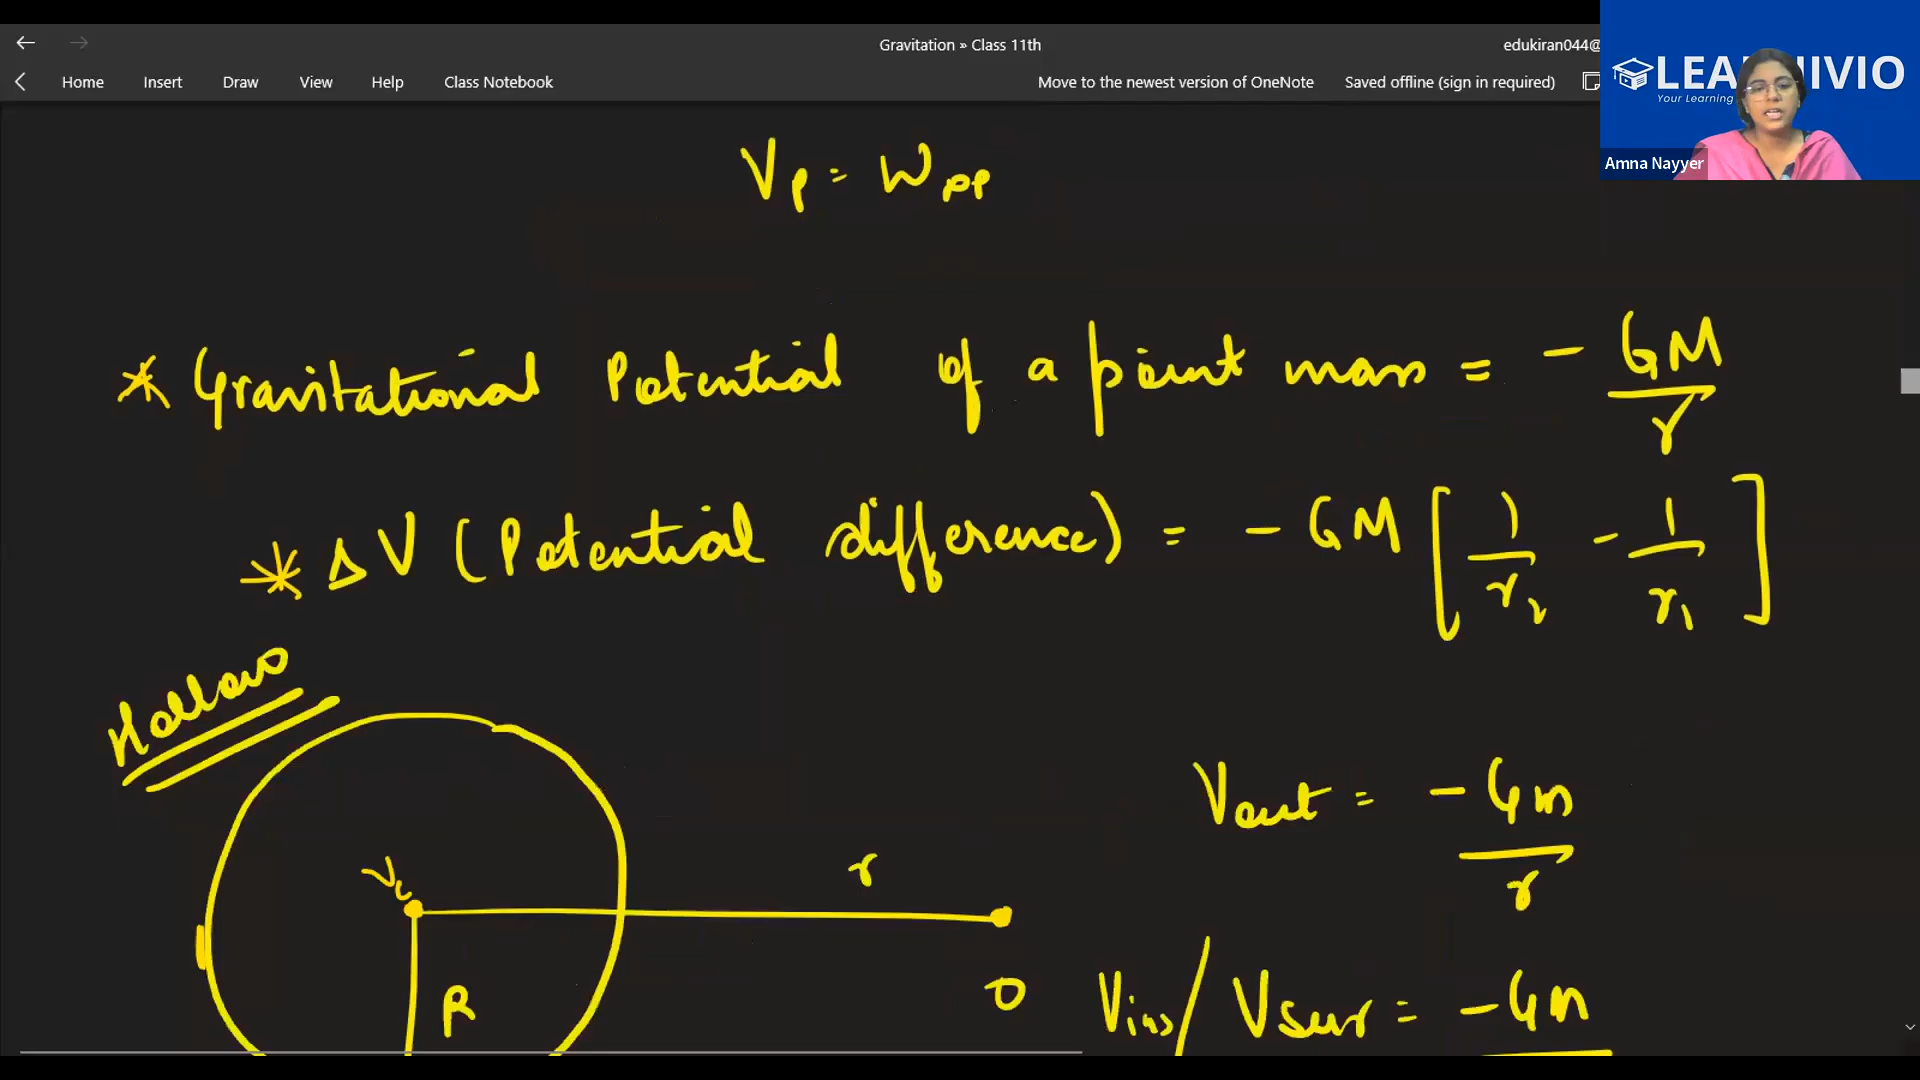 Gravitation » Class 11th
edukiran044@
Home Insert Draw View Help Class Notebook
Move to the newest version of OneNote Saved offline (sign in required)
LEA IVIO
Your Learning
Amna Nayyer
Vp = Wpp
* Gravitational Potential of a point mass = - GM/r
* ΔV (Potential difference) = - GM [1/r₂ - 1/r₁]
Hollow
Vout = - Gm/r
Vc
r
R
O
Vins/Vsur = - Gm